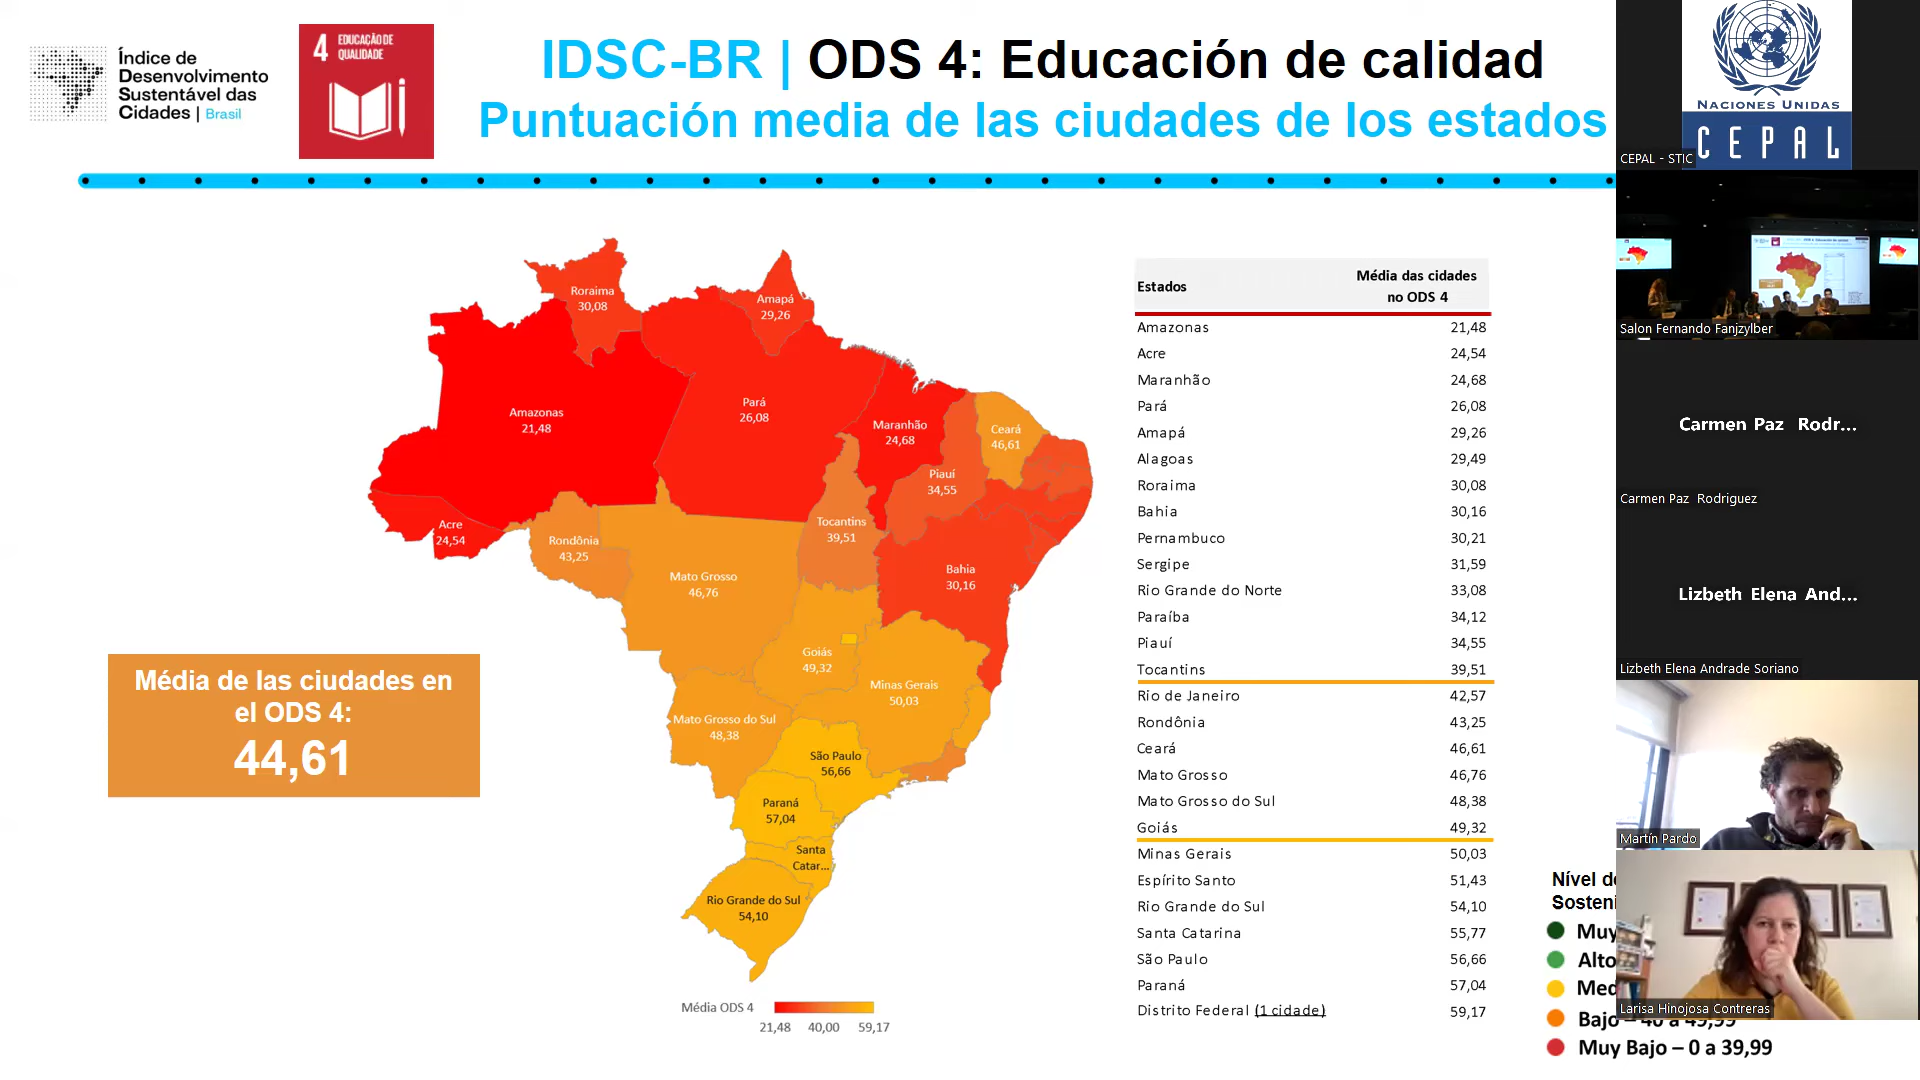 Índice de
Desenvolvimento
Sustentável das
Cidades | Brasil
4 EDUCAÇÃO DE
QUALIDADE
IDSC-BR | ODS 4: Educación de calidad
Puntuación media de las ciudades de los estados
Roraima
30,08
Amapá
29,26
Amazonas
21,48
Pará
26,08
Maranhão
24,68
Ceará
46,61
Piauí
34,55
Acre
24,54
Rondônia
43,25
Tocantins
39,51
Mato Grosso
46,76
Bahia
30,16
Goiás
49,32
Minas Gerais
50,03
Mato Grosso do Sul
48,38
São Paulo
56,66
Paraná
57,04
Santa
Catar...
Rio Grande do Sul
54,10
Média ODS 4
21,48 40,00 59,17
Média de las ciudades en
el ODS 4:
44,61
Estados Média das cidades
no ODS 4
Amazonas 21,48
Acre 24,54
Maranhão 24,68
Pará 26,08
Amapá 29,26
Alagoas 29,49
Roraima 30,08
Bahia 30,16
Pernambuco 30,21
Sergipe 31,59
Rio Grande do Norte 33,08
Paraíba 34,12
Piauí 34,55
Tocantins 39,51
Rio de Janeiro 42,57
Rondônia 43,25
Ceará 46,61
Mato Grosso 46,76
Mato Grosso do Sul 48,38
Goiás 49,32
Minas Gerais 50,03
Espírito Santo 51,43
Rio Grande do Sul 54,10
Santa Catarina 55,77
São Paulo 56,66
Paraná 57,04
Distrito Federal (1 cidade) 59,17
Nível
Muy
Alto
Bajo – 40 a 49,99
Muy Bajo – 0 a 39,99
NACIONES UNIDAS
CEPAL
CEPAL - STIC
Salon Fernando Fanjzylber
Carmen Paz Rodr...
Carmen Paz Rodriguez
Lizbeth Elena And...
Lizbeth Elena Andrade Soriano
Martín Pardo
Larisa Hinojosa Contreras